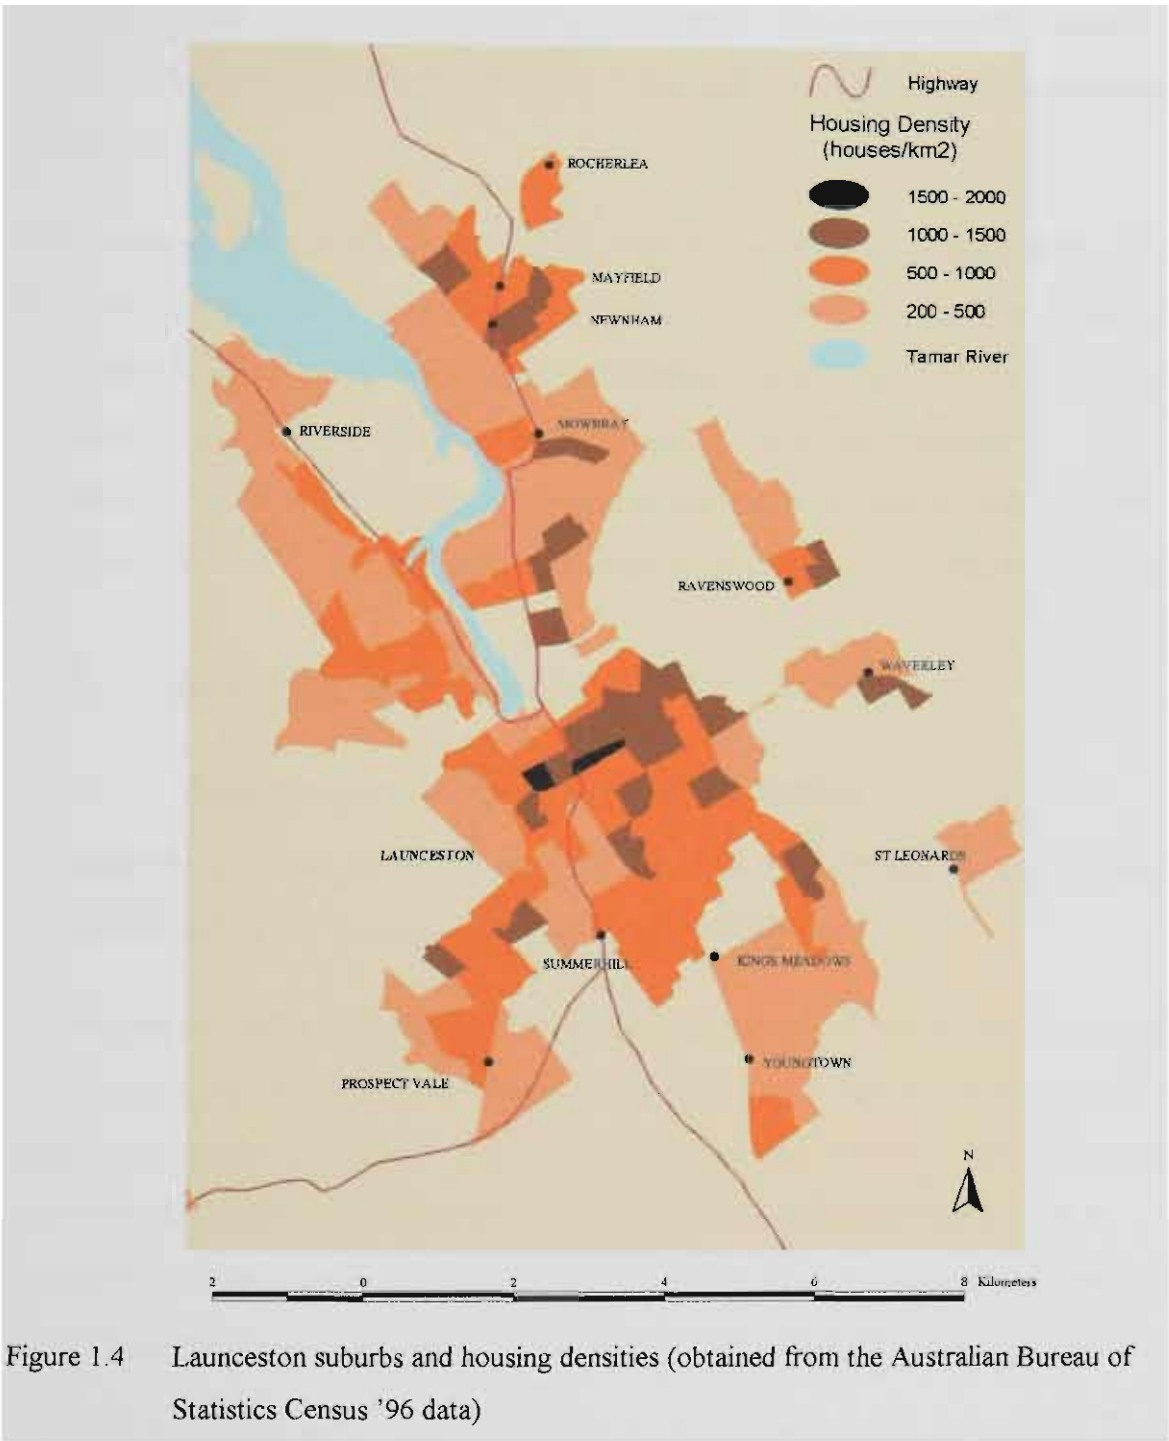 Highway
Housing Density
(houses/km2)
1500 - 2000
1000 - 1500
500 - 1000
200 - 500
Tamar River
ROCHERLEA
MAYFIELD
NEWNHAM
MOWBRAY
RIVERSIDE
RAVENSWOOD
WAVERLEY
LAUNCESTON
ST LEONARDS
SUMMERHILL
KINGS MEADOWS
YOUNGTOWN
PROSPECT VALE
N
2 0 2 4 6 8 Kilometers
Figure 1.4 Launceston suburbs and housing densities (obtained from the Australian Bureau of
Statistics Census '96 data)